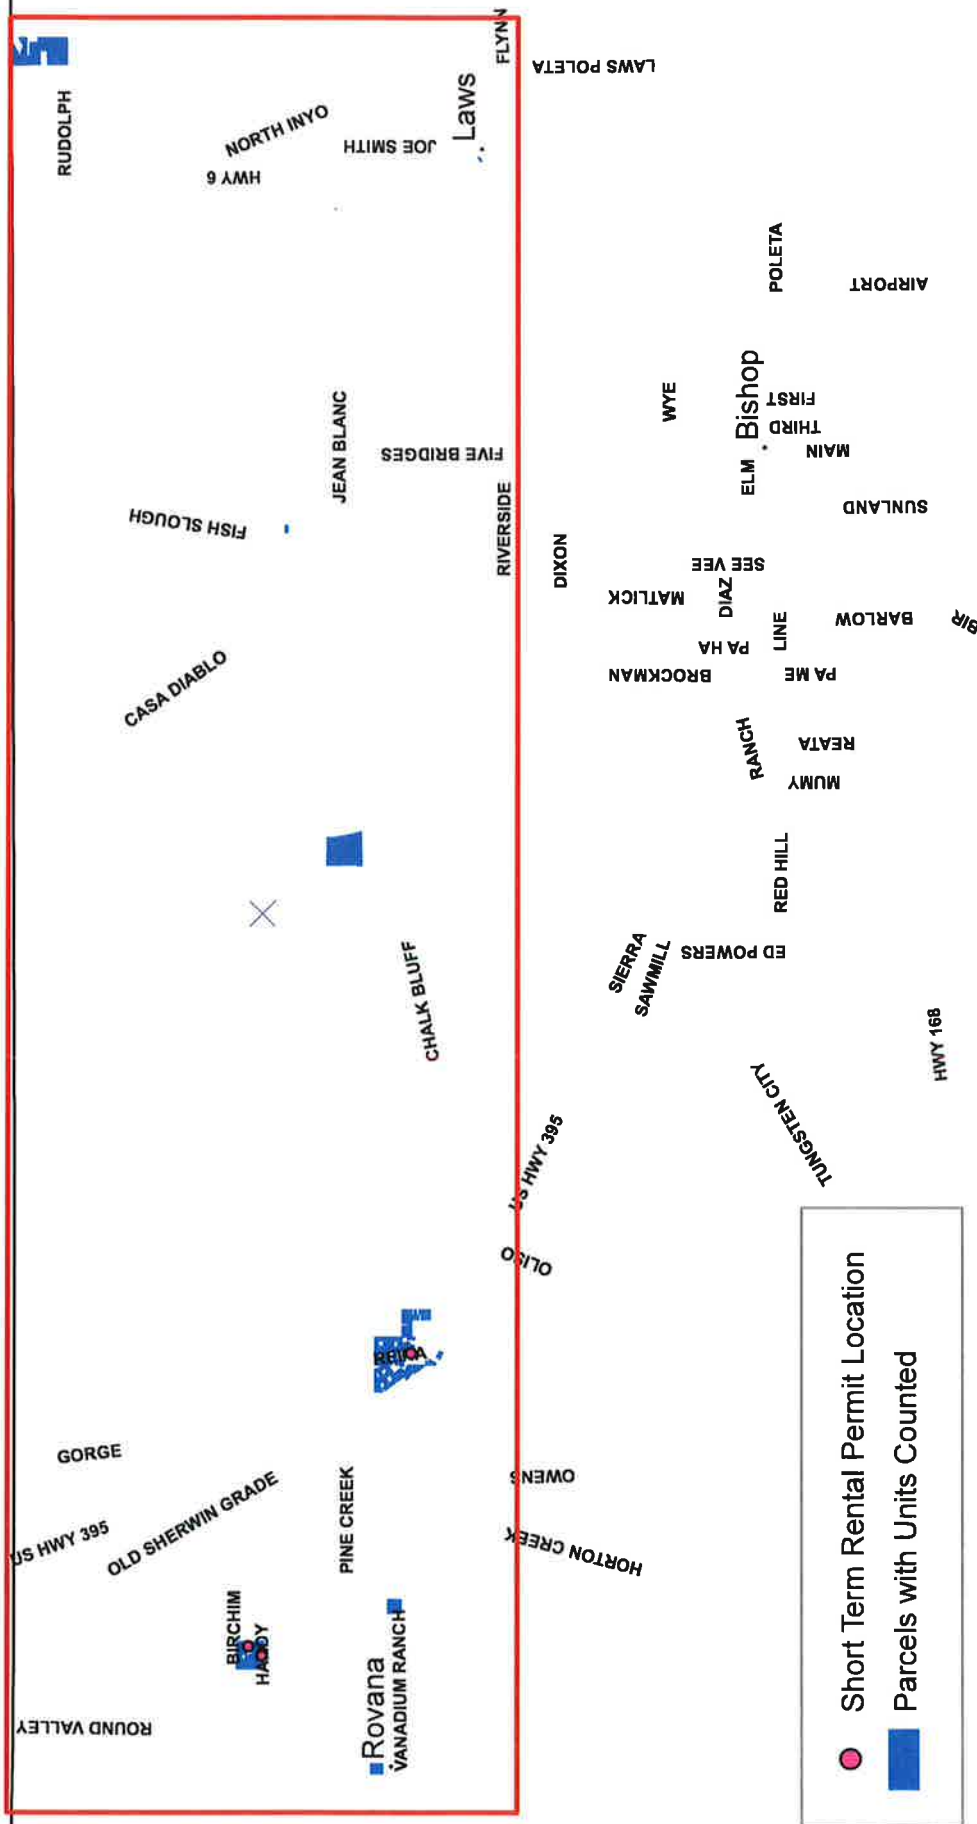 US HWY 395
GORGE
RUDOLPH
ROUND VALLEY
OLD SHERWIN GRADE
CASA DIABLO
FISH SLOUGH
NORTH INYO
HWY 6
BIRCHIM
PINE CREEK
JEAN BLANC
JOE SMITH
Rovana
VANADIUM RANCH
CHALK BLUFF
FIVE BRIDGES
Laws
HORTON CREEK
OWENS
OLISO
US HWY 395
RIVERSIDE
FLYNN
LAWS POLETA
DIXON
SIERRA
SAWMILL
MATLICK
BROCKMAN
WYE
ED POWERS
PA HA
DIAZ
SEE VEE
TUNGSTEN CITY
RANCH
ELM
Bishop
RED HILL
MUMY
REATA
PA ME
LINE
MAIN
THIRD
FIRST
POLETA
HWY 168
BARLOW
SUNLAND
AIRPORT
BIR
Short Term Rental Permit Location
Parcels with Units Counted